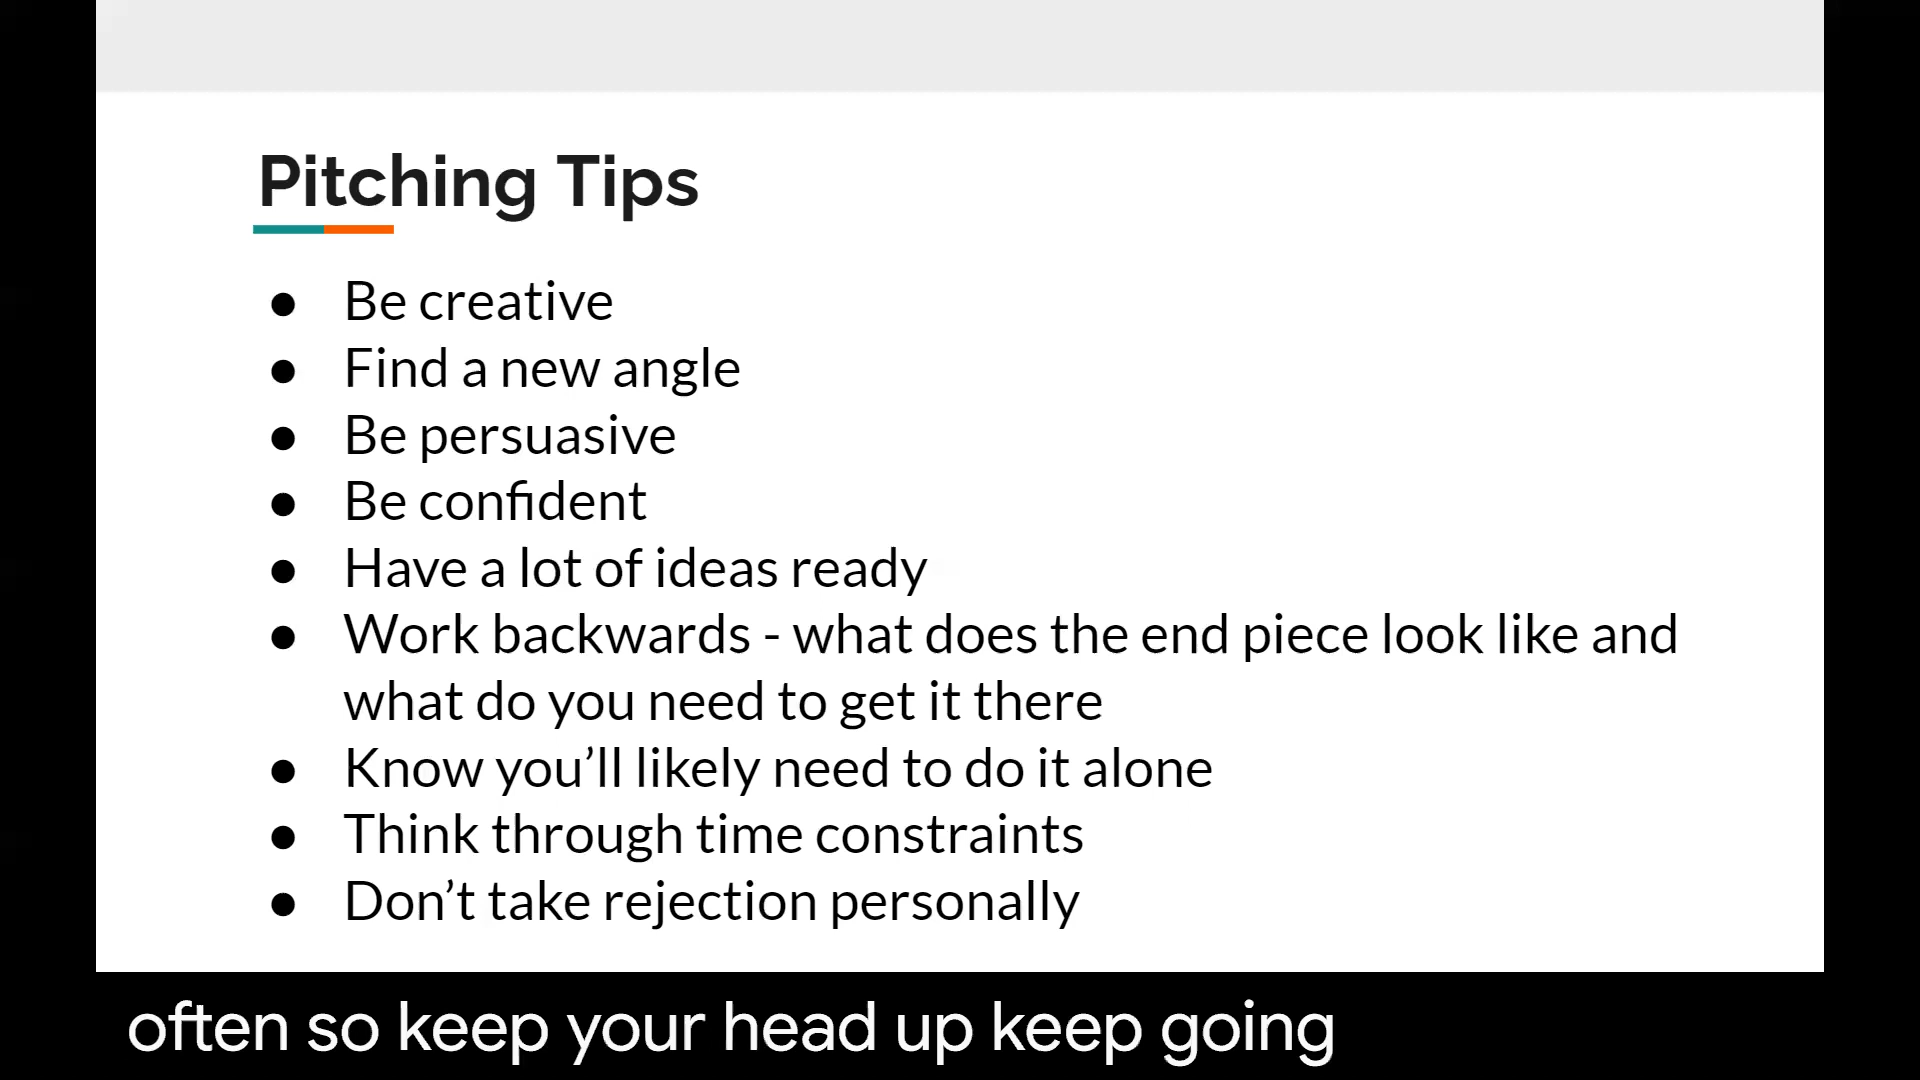 Pitching Tips
● Be creative
● Find a new angle
● Be persuasive
● Be confident
● Have a lot of ideas ready
● Work backwards - what does the end piece look like and
what do you need to get it there
● Know you’ll likely need to do it alone
● Think through time constraints
● Don’t take rejection personally
often so keep your head up keep going